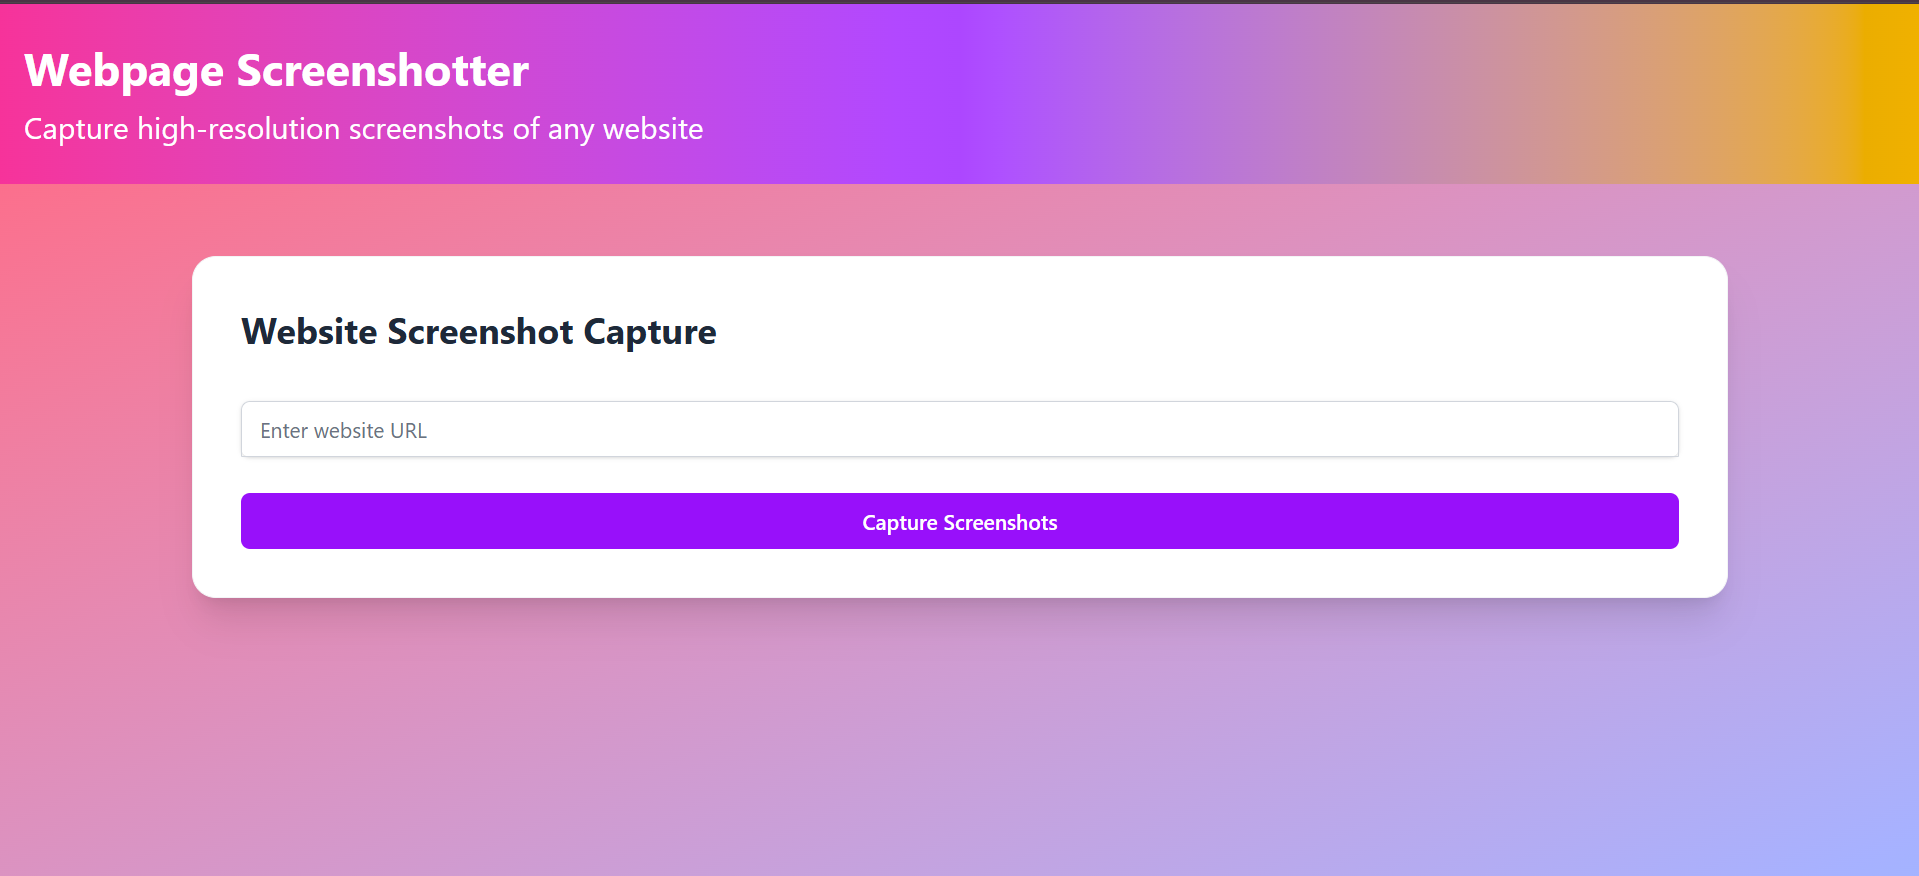 Webpage Screenshotter
Capture high-resolution screenshots of any website
Website Screenshot Capture
Enter website URL
Capture Screenshots